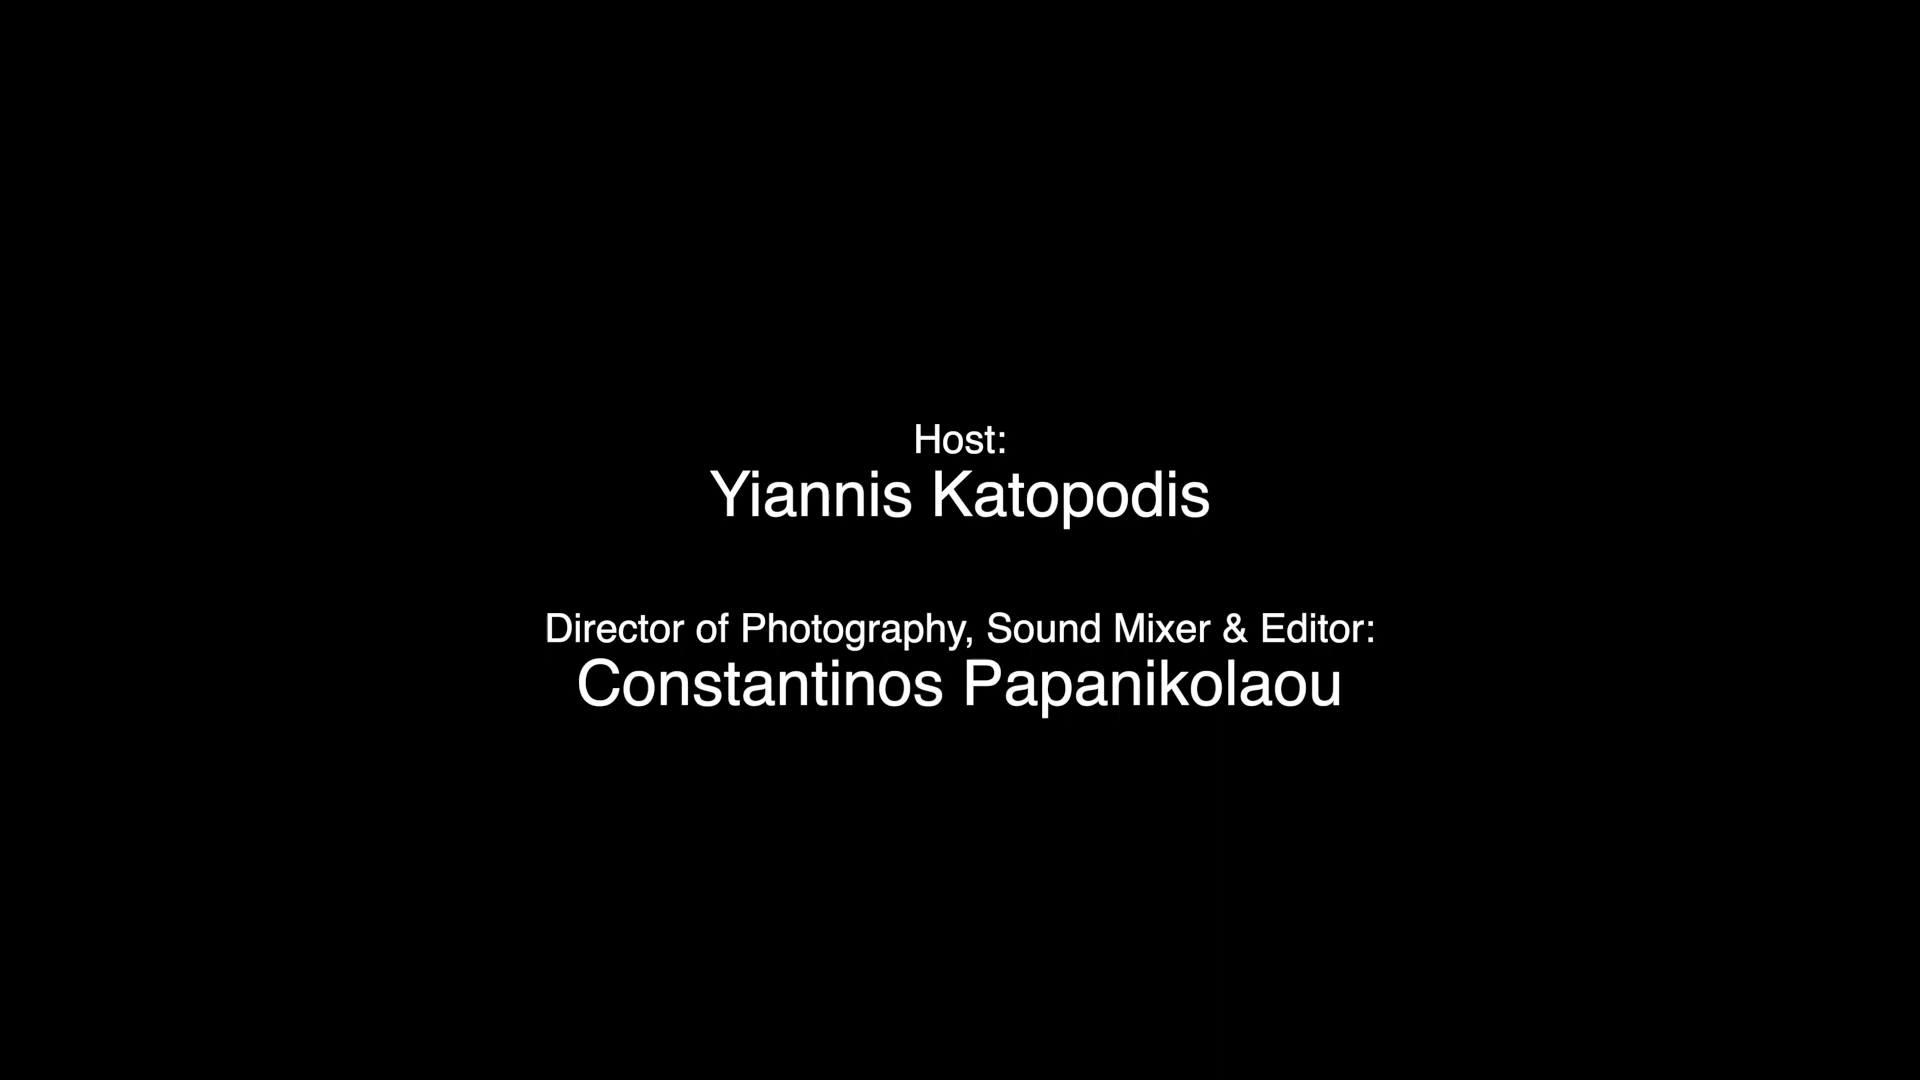 Host:
Yiannis Katopodis
Director of Photography, Sound Mixer & Editor:
Constantinos Papanikolaou